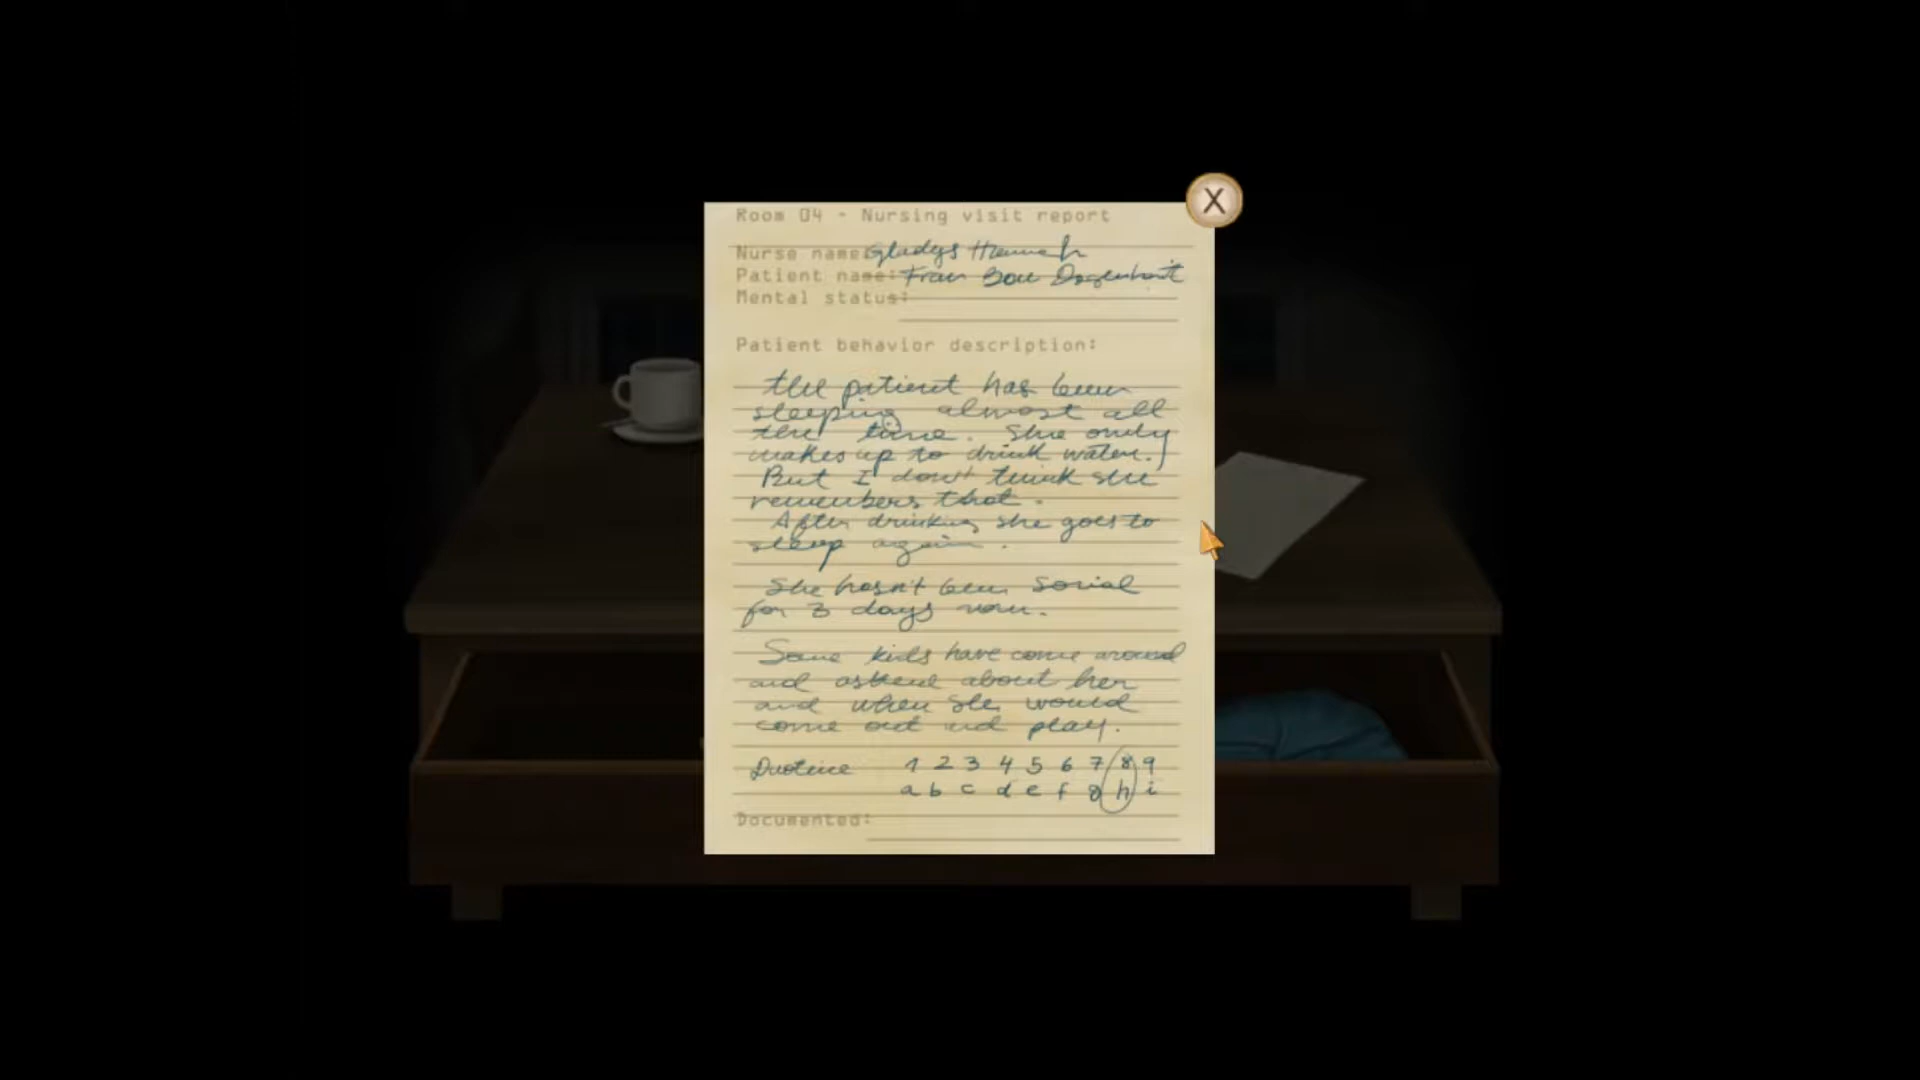 X
Room 04 - Nursing visit report
Nurse name: Gladys Hannah
Patient name: Fran Bow Dagenhart
Mental status:
Patient behavior description:
the patient has been
sleeping almost all
the time. She only
wakes up to drink water.
But I don't think she
remembers that.
After drinking she goes to
sleep again.
She hasn't been social
for 3 days now.
Some kids have come around
and asked about her
and when she would
come out and play.
Duotine 1 2 3 4 5 6 7 8 9
a b c d e f g h i
Documented: